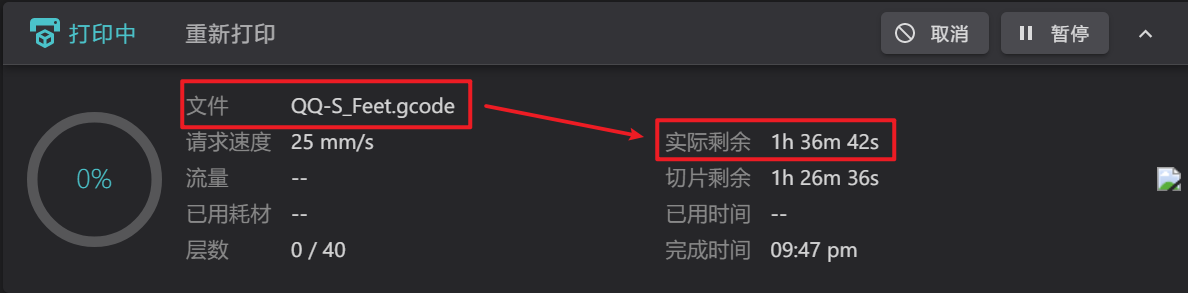 打印中 重新打印 取消 暂停
文件 QQ-S_Feet.gcode
请求速度 25 mm/s 实际剩余 1h 36m 42s
0% 流量 -- 切片剩余 1h 26m 36s
已用耗材 -- 已用时间 --
层数 0 / 40 完成时间 09:47 pm